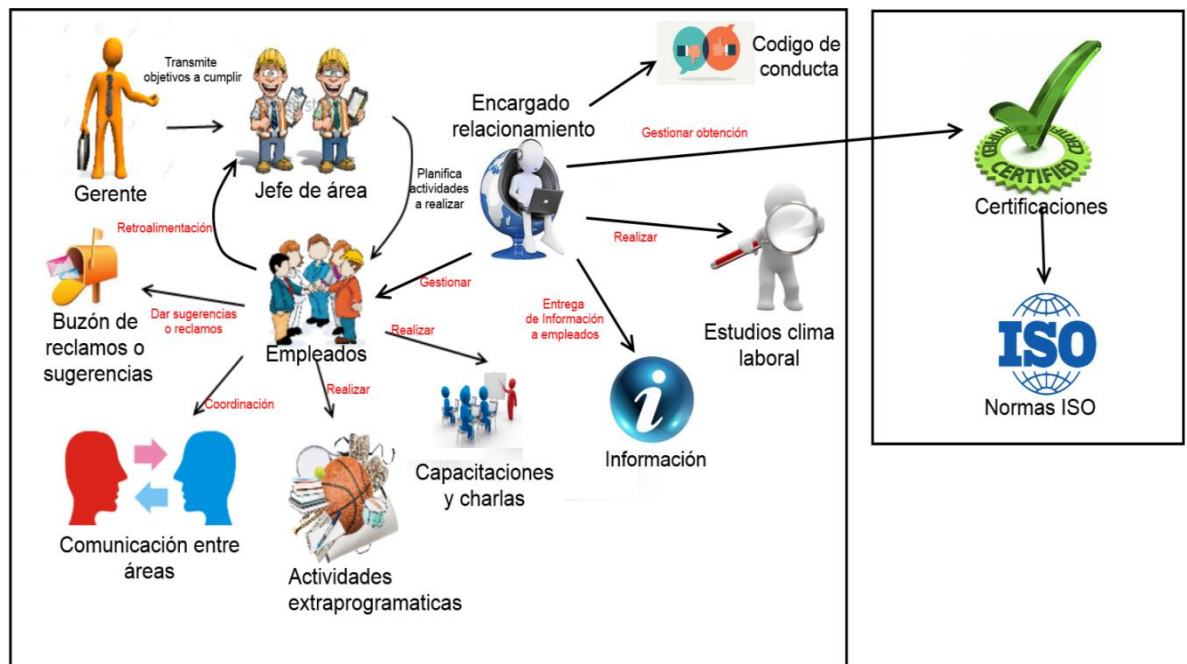 Transmite
objetivos a cumplir
Gerente
Jefe de área
Encargado
relacionamiento
Codigo de
conducta
Gestionar obtención
CERTIFIED
Certificaciones
ISO
Normas ISO
Planifica
actividades
a realizar
Retroalimentación
Realizar
Estudios clima
laboral
Gestionar
Entrega
de Información
a empleados
i
Información
Dar sugerencias
o reclamos
Buzón de
reclamos o
sugerencias
Empleados
Realizar
Capacitaciones
y charlas
Realizar
Actividades
extraprogramaticas
Coordinación
Comunicación entre
áreas